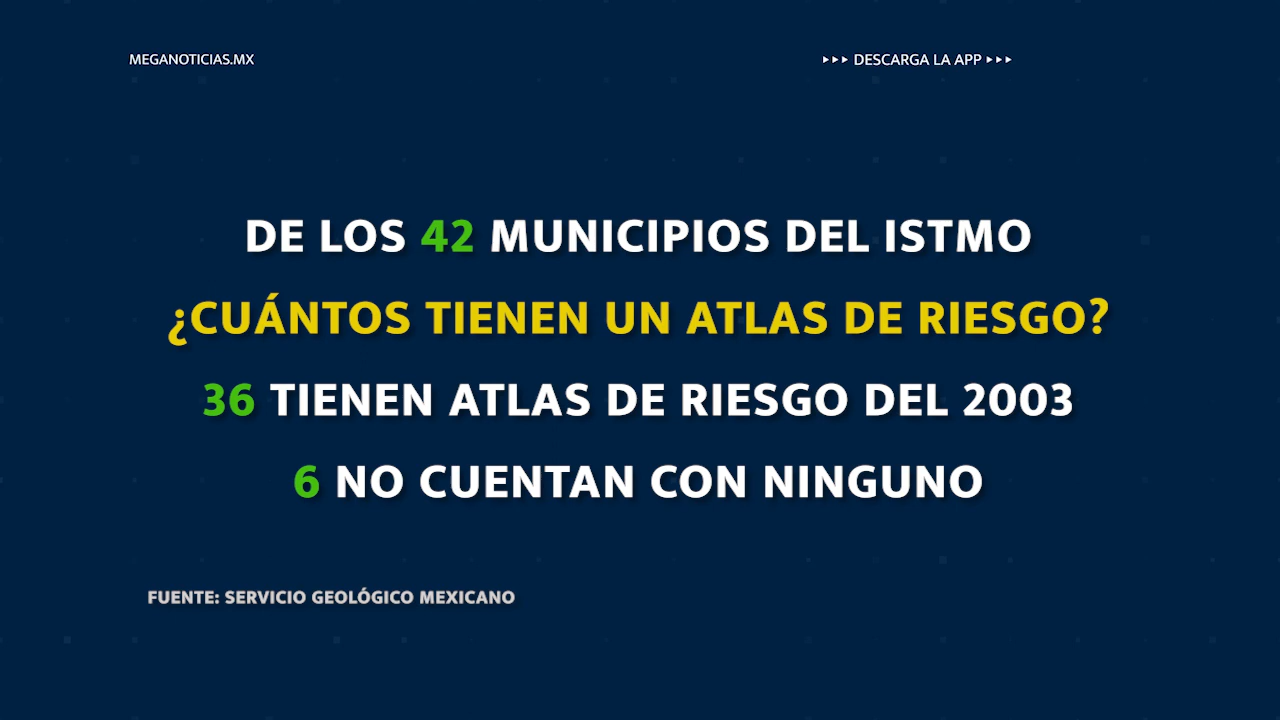 MEGANOTICIAS.MX
DESCARGA LA APP
DE LOS 42 MUNICIPIOS DEL ISTMO
¿CUÁNTOS TIENEN UN ATLAS DE RIESGO?
36 TIENEN ATLAS DE RIESGO DEL 2003
6 NO CUENTAN CON NINGUNO
FUENTE: SERVICIO GEOLÓGICO MEXICANO